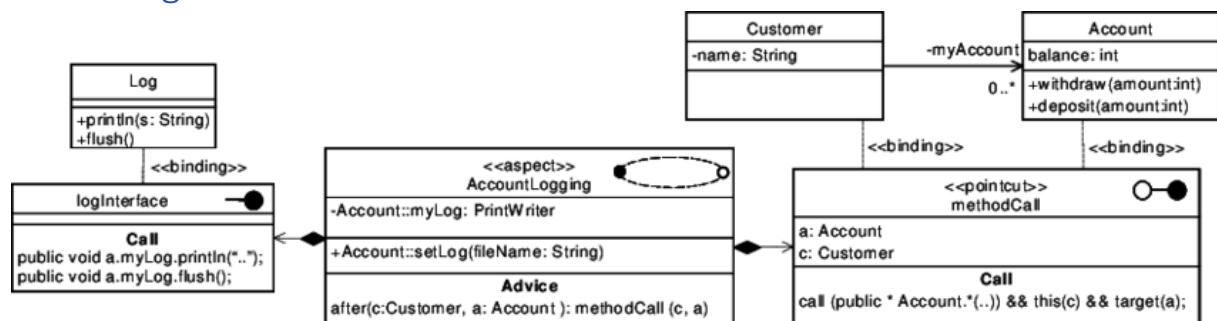 Log
+println(s: String)
+flush()
<<binding>>
logInterface
Call
public void a.myLog.println("..");
public void a.myLog.flush();
<<aspect>>
AccountLogging
-Account::myLog: PrintWriter
+Account::setLog(fileName: String)
Advice
after(c:Customer, a: Account ): methodCall (c, a)
Customer
-name: String
-myAccount
0..*
Account
balance: int
+withdraw(amount:int)
+deposit(amount:int)
<<binding>>
<<binding>>
<<pointcut>>
methodCall
a: Account
c: Customer
Call
call (public * Account.*(..)) && this(c) && target(a);